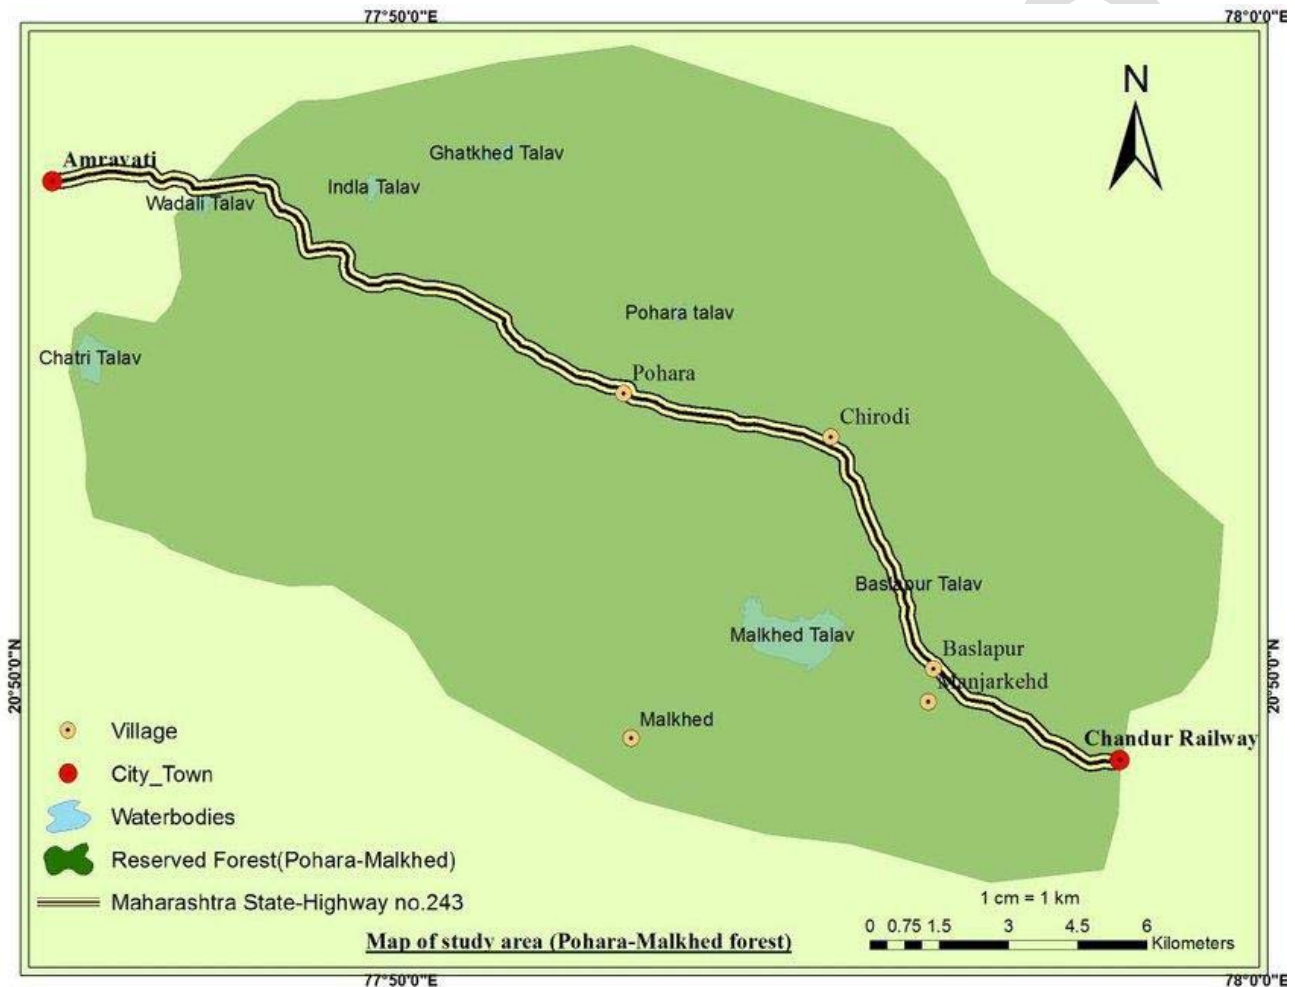 77°50'0"E
78°0'0"E
N
Amravati
Ghatkhed Talav
Indla Talav
Wadali Talav
Pohara talav
Chatri Talav
Pohara
Chirodi
Baslapur Talav
Malkhed Talav
Baslapur
Manjarkehd
20°50'0"N
20°50'0"N
Malkhed
Chandur Railway
Village
City_Town
Waterbodies
Reserved Forest(Pohara-Malkhed)
Maharashtra State-Highway no.243
1 cm = 1 km
0 0.75 1.5 3 4.5 6
Kilometers
Map of study area (Pohara-Malkhed forest)
77°50'0"E
78°0'0"E